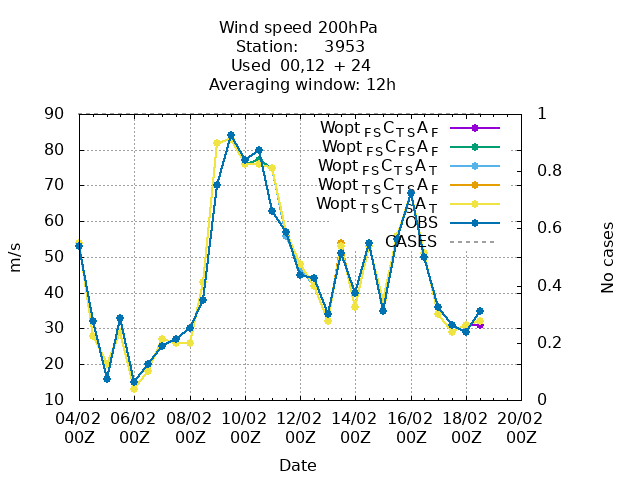 Wind speed 200hPa
Station: 3953
Used 00,12 + 24
Averaging window: 12h
90
80
70
60
50
40
30
20
10
1
0.8
0.6
0.4
0.2
0
m/s
No cases
Wopt FS C TS A F
Wopt FS C FS A F
Wopt FS C TS A T
Wopt TS C TS A F
Wopt TS C TS A T
OBS
CASES
04/02 06/02 08/02 10/02 12/02 14/02 16/02 18/02 20/02
00Z 00Z 00Z 00Z 00Z 00Z 00Z 00Z 00Z
Date